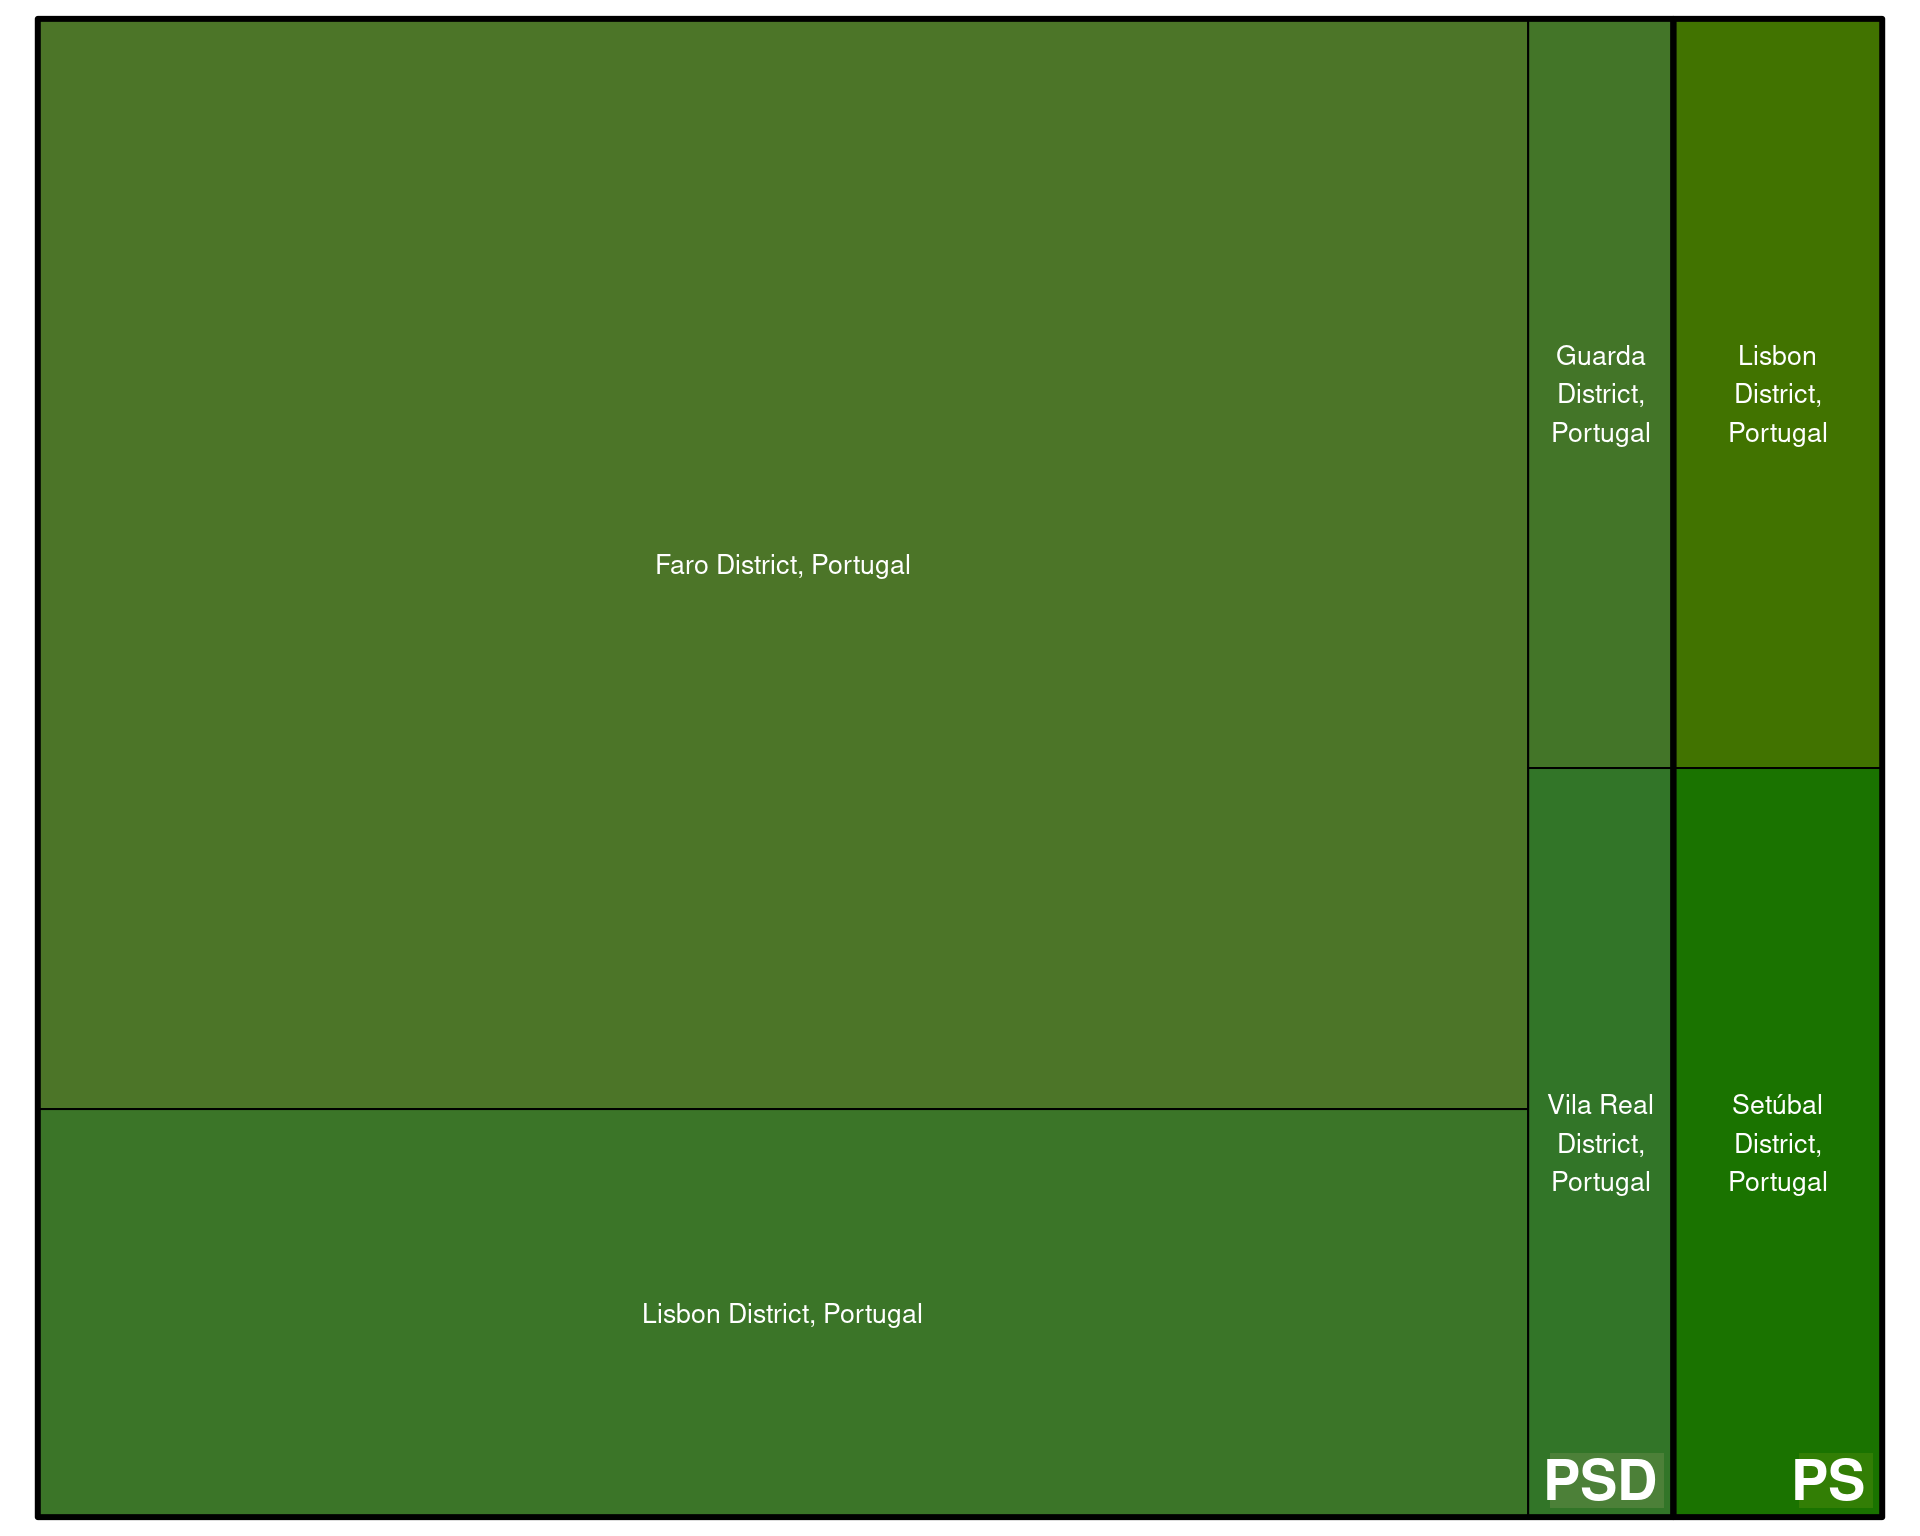 Faro District, Portugal
Lisbon District, Portugal
Guarda
District,
Portugal
Vila Real
District,
Portugal
PSD
Lisbon
District,
Portugal
Setúbal
District,
Portugal
PS